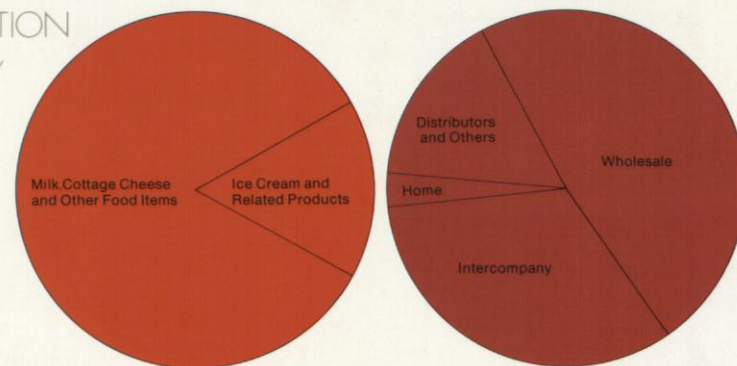 TION
Milk,Cottage Cheese
and Other Food Items
Ice Cream and
Related Products
Distributors
and Others
Wholesale
Home
Intercompany